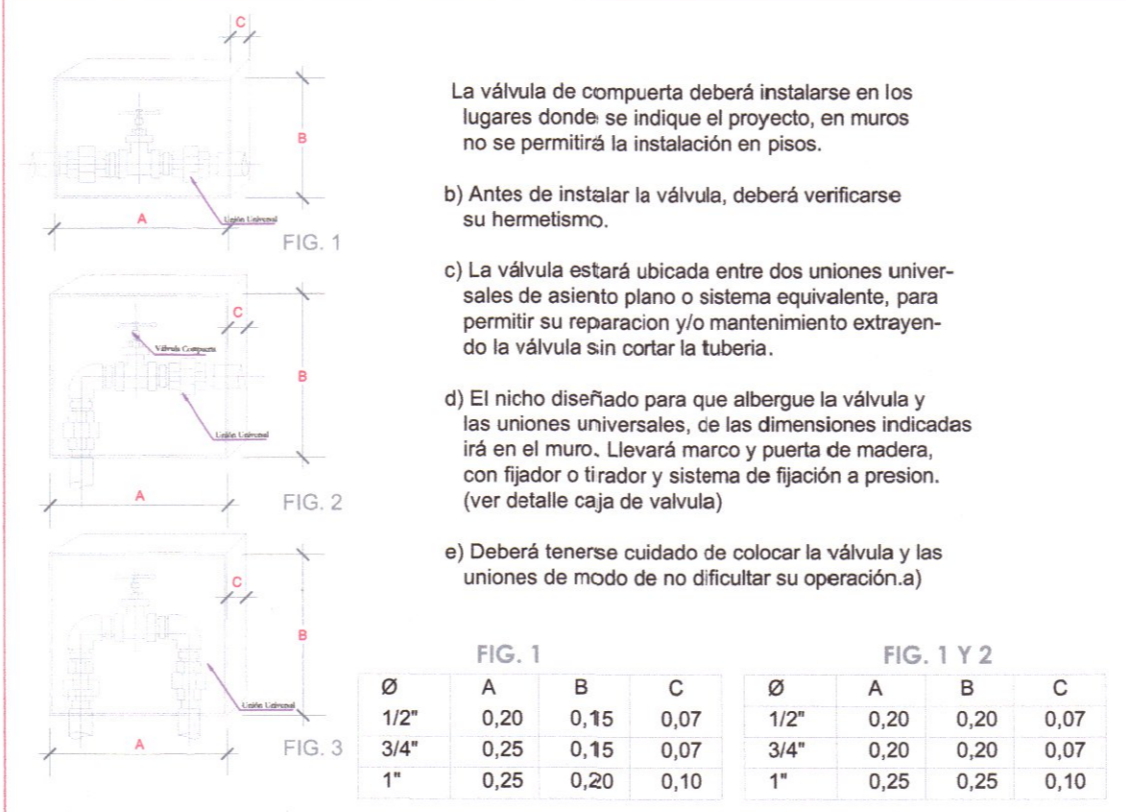 C
B
A
Unión Universal
FIG. 1
C
Válvula Compuerta
B
Unión Universal
A
FIG. 2
C
B
Unión Universal
A
FIG. 3
La válvula de compuerta deberá instalarse en los
lugares donde se indique el proyecto, en muros
no se permitirá la instalación en pisos.
b) Antes de instalar la válvula, deberá verificarse
su hermetismo.
c) La válvula estará ubicada entre dos uniones univer-
sales de asiento plano o sistema equivalente, para
permitir su reparacion y/o mantenimiento extrayen-
do la válvula sin cortar la tuberia.
d) El nicho diseñado para que albergue la válvula y
las uniones universales, de las dimensiones indicadas
irá en el muro. Llevará marco y puerta de madera,
con fijador o tirador y sistema de fijación a presion.
(ver detalle caja de valvula)
e) Deberá tenerse cuidado de colocar la válvula y las
uniones de modo de no dificultar su operación.a)
FIG. 1
Ø A B C
1/2" 0,20 0,15 0,07
3/4" 0,25 0,15 0,07
1" 0,25 0,20 0,10
FIG. 1 Y 2
Ø A B C
1/2" 0,20 0,20 0,07
3/4" 0,20 0,20 0,07
1" 0,25 0,25 0,10